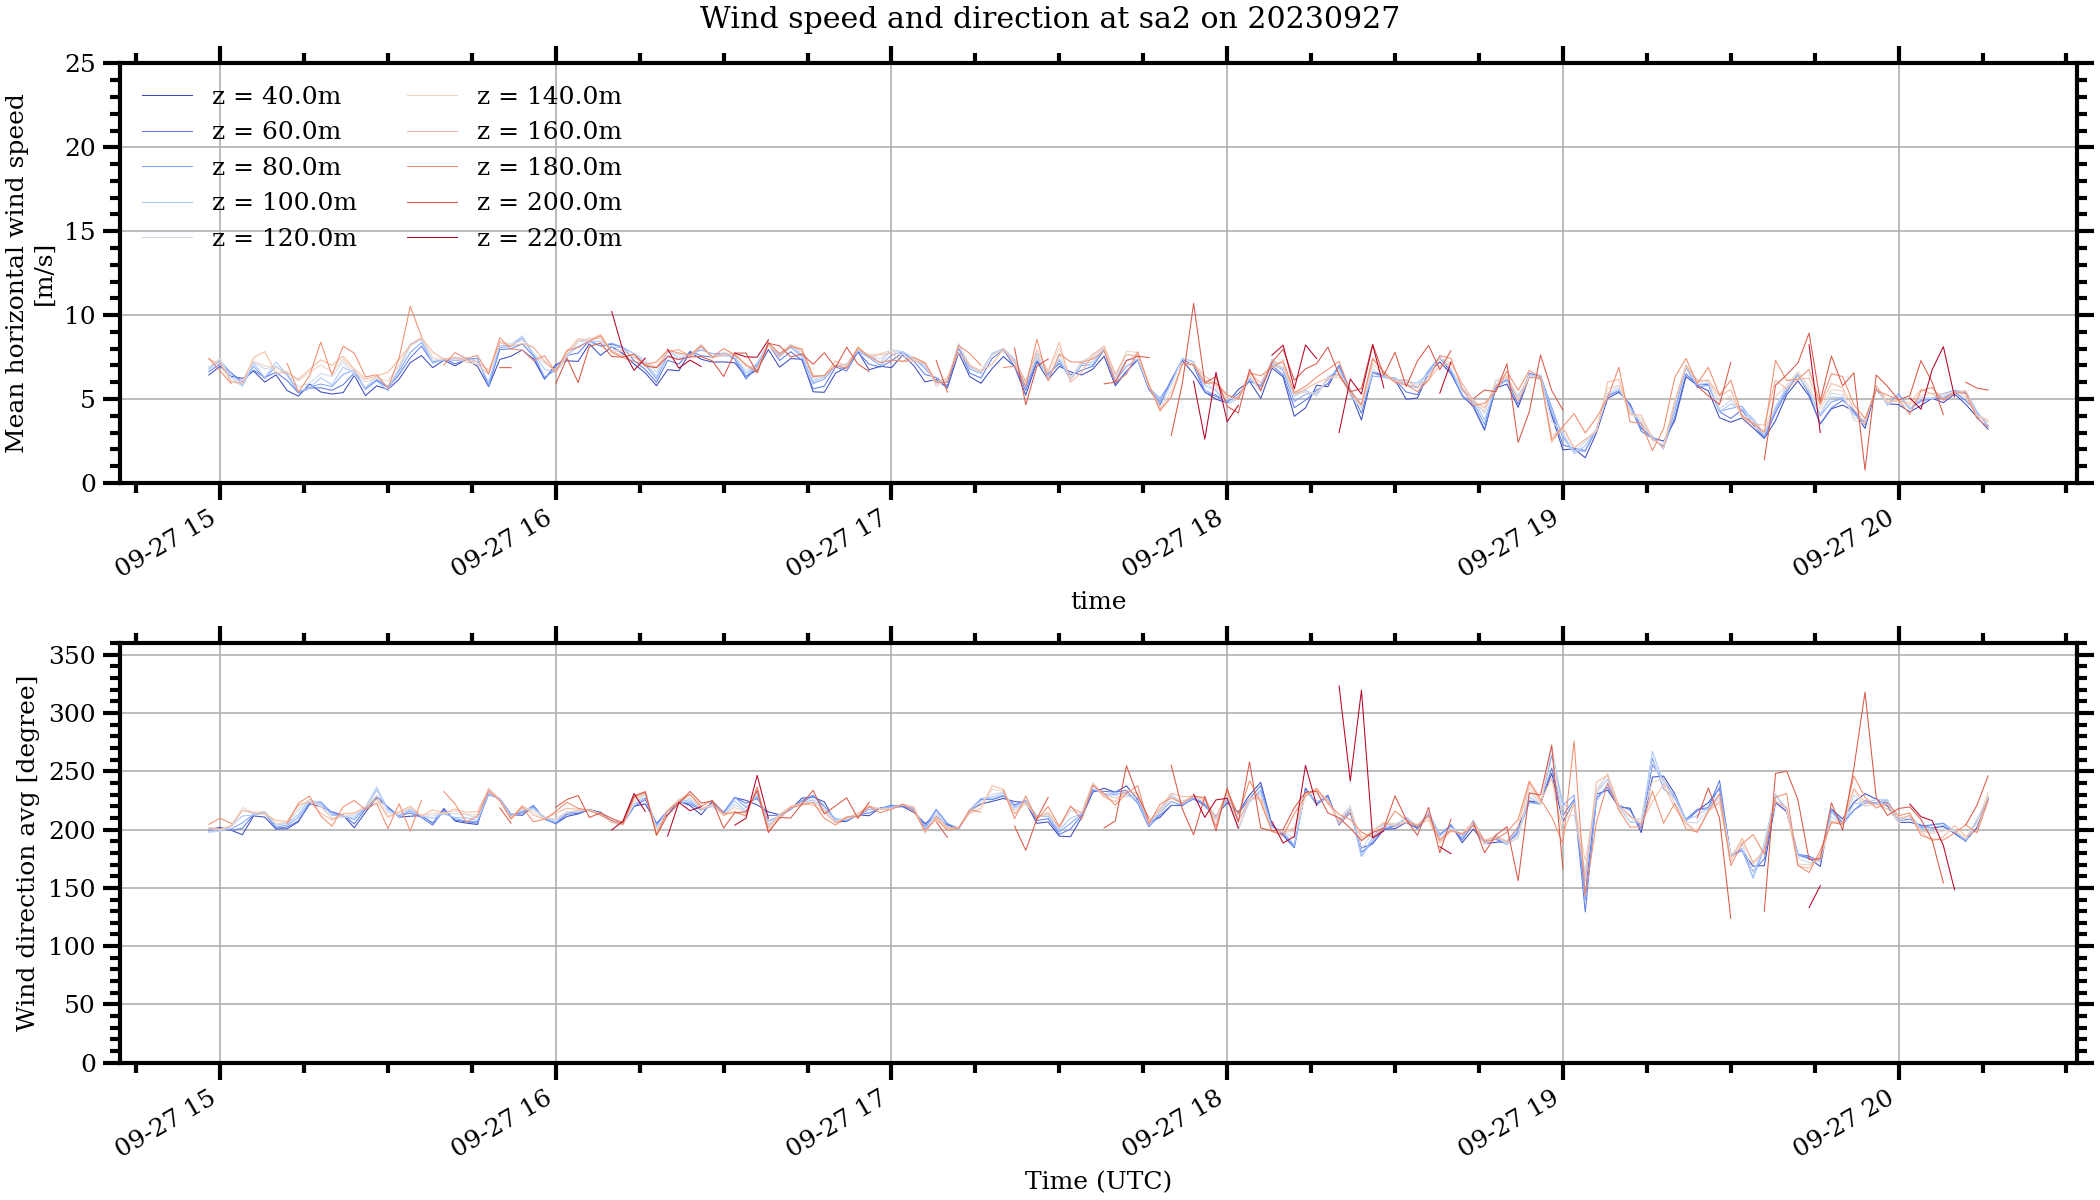 Wind speed and direction at sa2 on 20230927
Mean horizontal wind speed
[m/s]
25
20
15
10
5
0
z = 40.0m
z = 60.0m
z = 80.0m
z = 100.0m
z = 120.0m
z = 140.0m
z = 160.0m
z = 180.0m
z = 200.0m
z = 220.0m
09-27 15
09-27 16
09-27 17
09-27 18
09-27 19
09-27 20
time
Wind direction avg [degree]
350
300
250
200
150
100
50
0
09-27 15
09-27 16
09-27 17
09-27 18
09-27 19
09-27 20
Time (UTC)